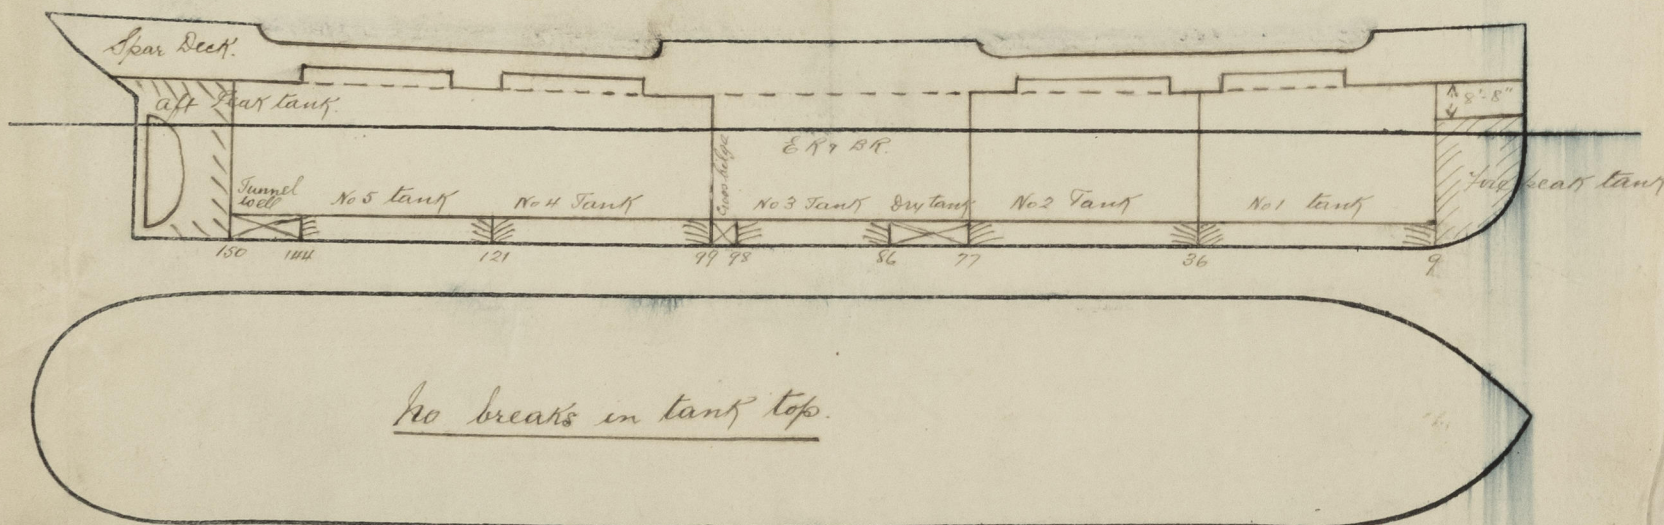 Spar Deck.
aft Peak tank.
8'-8"
E R & BR.
Cross bilge
Tunnel
well
No 5 tank
No 4 Tank
No 3 Tank
Dry tank
No 2 Tank
No 1 tank
Fore peak tank
150 144 121 99 98 86 77 36 9
No breaks in tank top.